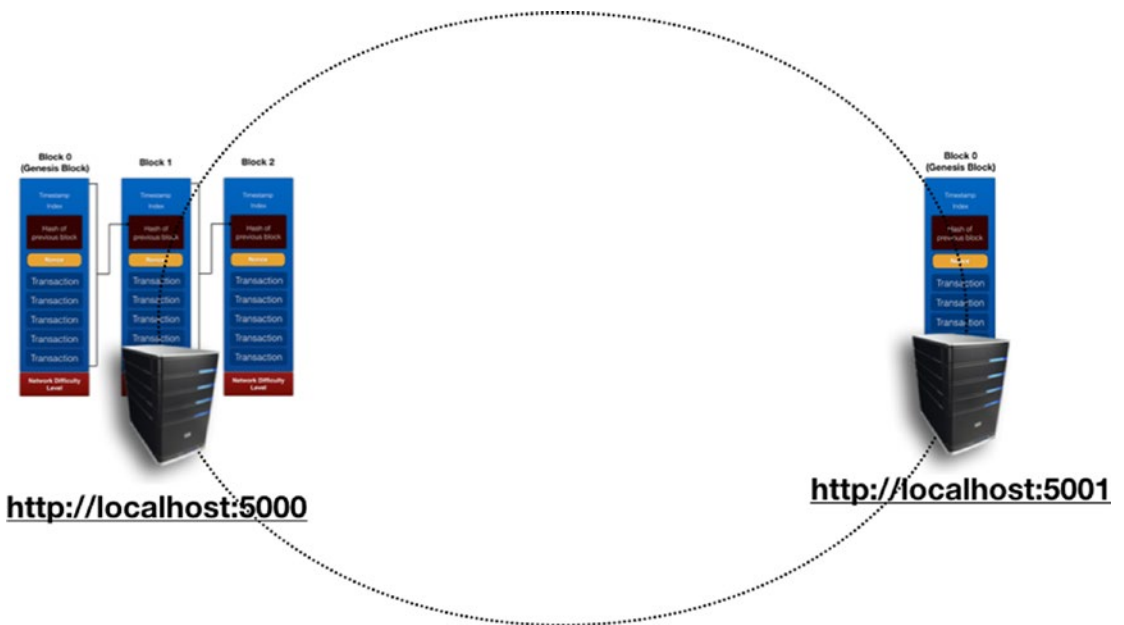 Block 0
(Genesis Block)
Timestamp
Index
Hash of
previous block
Nonce
Transaction
Transaction
Transaction
Transaction
Transaction
Network Difficulty
Level
Block 1
Timestamp
Index
Hash of
previous block
Nonce
Transaction
Transaction
Transaction
Transaction
Block 2
Timestamp
Index
Hash of
previous block
Nonce
Transaction
Transaction
Transaction
Transaction
Transaction
Network Difficulty
Level
http://localhost:5000
Block 0
(Genesis Block)
Timestamp
Index
Hash of
previous block
Nonce
Transaction
Transaction
Transaction
http://localhost:5001